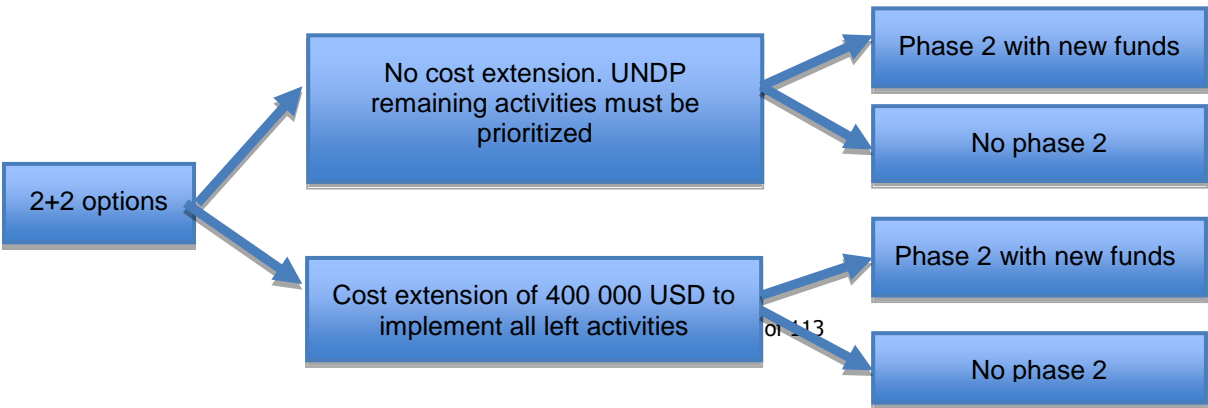 2+2 options
No cost extension. UNDP
remaining activities must be
prioritized
Phase 2 with new funds
No phase 2
Cost extension of 400 000 USD to
implement all left activities
Phase 2 with new funds
No phase 2
of 113